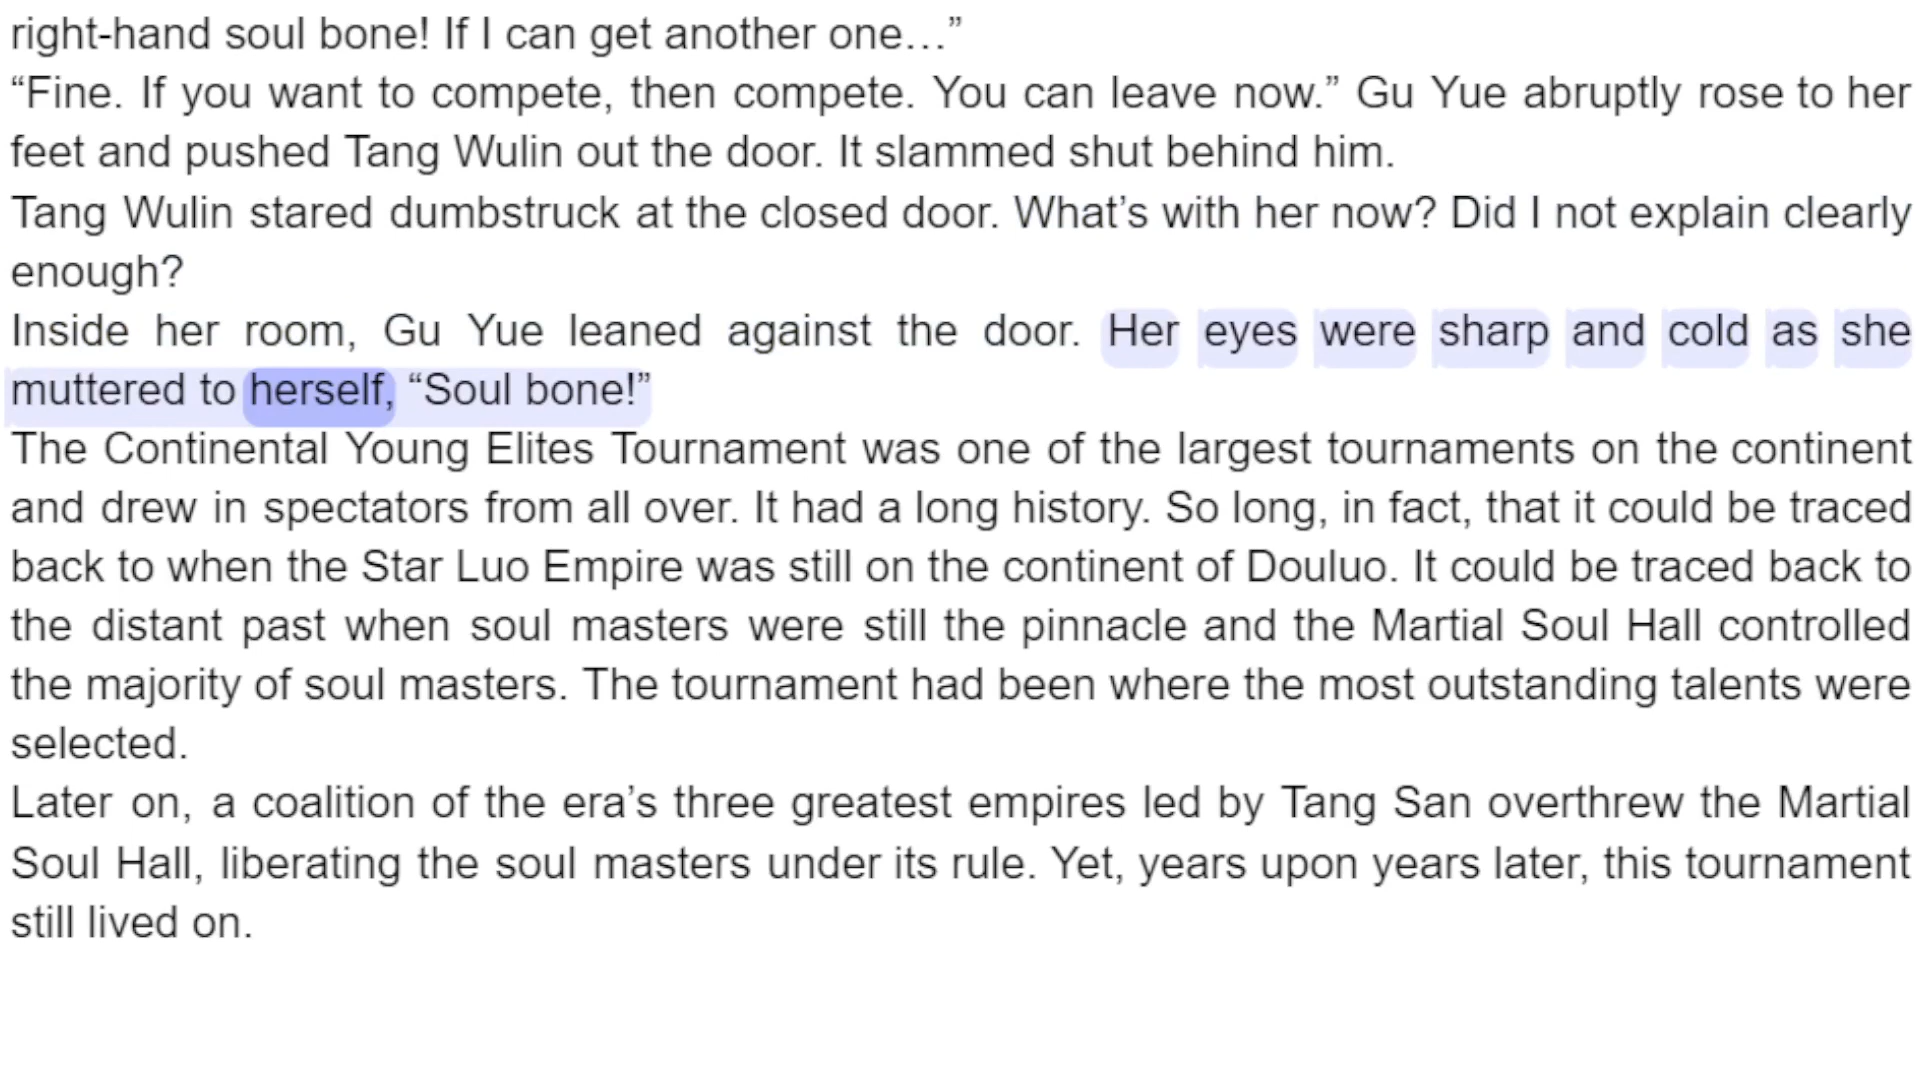 right-hand soul bone! If I can get another one…”
“Fine. If you want to compete, then compete. You can leave now.” Gu Yue abruptly rose to her
feet and pushed Tang Wulin out the door. It slammed shut behind him.
Tang Wulin stared dumbstruck at the closed door. What’s with her now? Did I not explain clearly
enough?
Inside her room, Gu Yue leaned against the door. Her eyes were sharp and cold as she
muttered to herself, “Soul bone!”
The Continental Young Elites Tournament was one of the largest tournaments on the continent
and drew in spectators from all over. It had a long history. So long, in fact, that it could be traced
back to when the Star Luo Empire was still on the continent of Douluo. It could be traced back to
the distant past when soul masters were still the pinnacle and the Martial Soul Hall controlled
the majority of soul masters. The tournament had been where the most outstanding talents were
selected.
Later on, a coalition of the era’s three greatest empires led by Tang San overthrew the Martial
Soul Hall, liberating the soul masters under its rule. Yet, years upon years later, this tournament
still lived on.